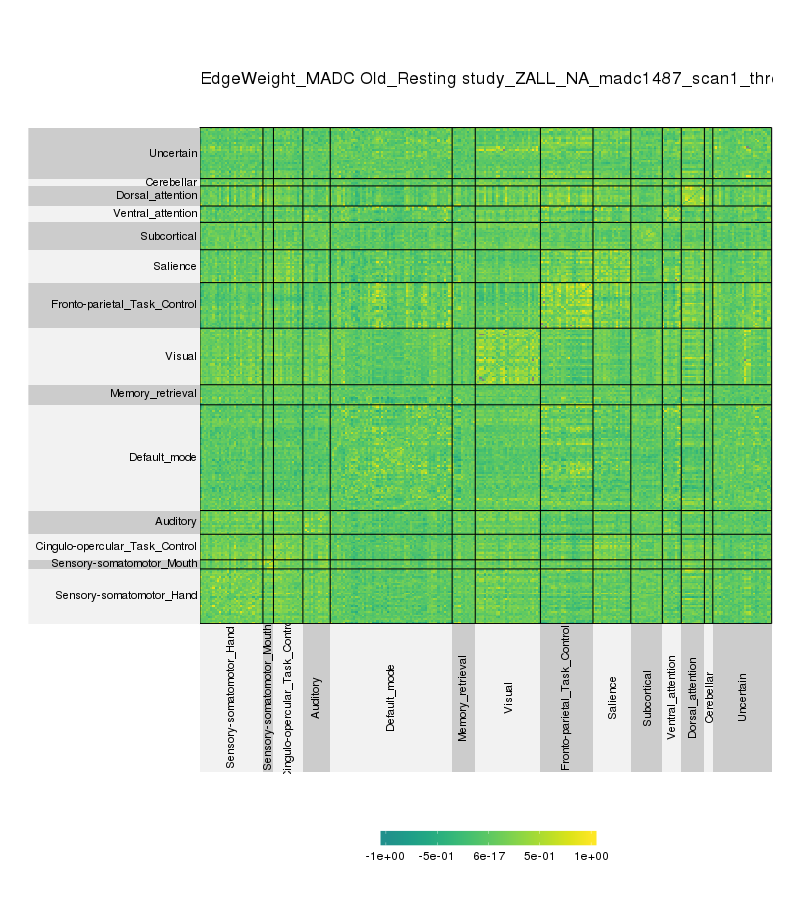 EdgeWeight_MADC Old_Resting study_ZALL_NA_madc1487_scan1_thr
Uncertain
Cerebellar
Dorsal_attention
Ventral_attention
Subcortical
Salience
Fronto-parietal_Task_Control
Visual
Memory_retrieval
Default_mode
Auditory
Cingulo-opercular_Task_Control
Sensory-somatomotor_Mouth
Sensory-somatomotor_Hand
Sensory-somatomotor_Hand
Sensory-somatomotor_Mouth
Cingulo-opercular_Task_Contro
Auditory
Default_mode
Memory_retrieval
Visual
Fronto-parietal_Task_Control
Salience
Subcortical
Ventral_attention
Dorsal_attention
Cerebellar
Uncertain
-1e+00 -5e-01 6e-17 5e-01 1e+00